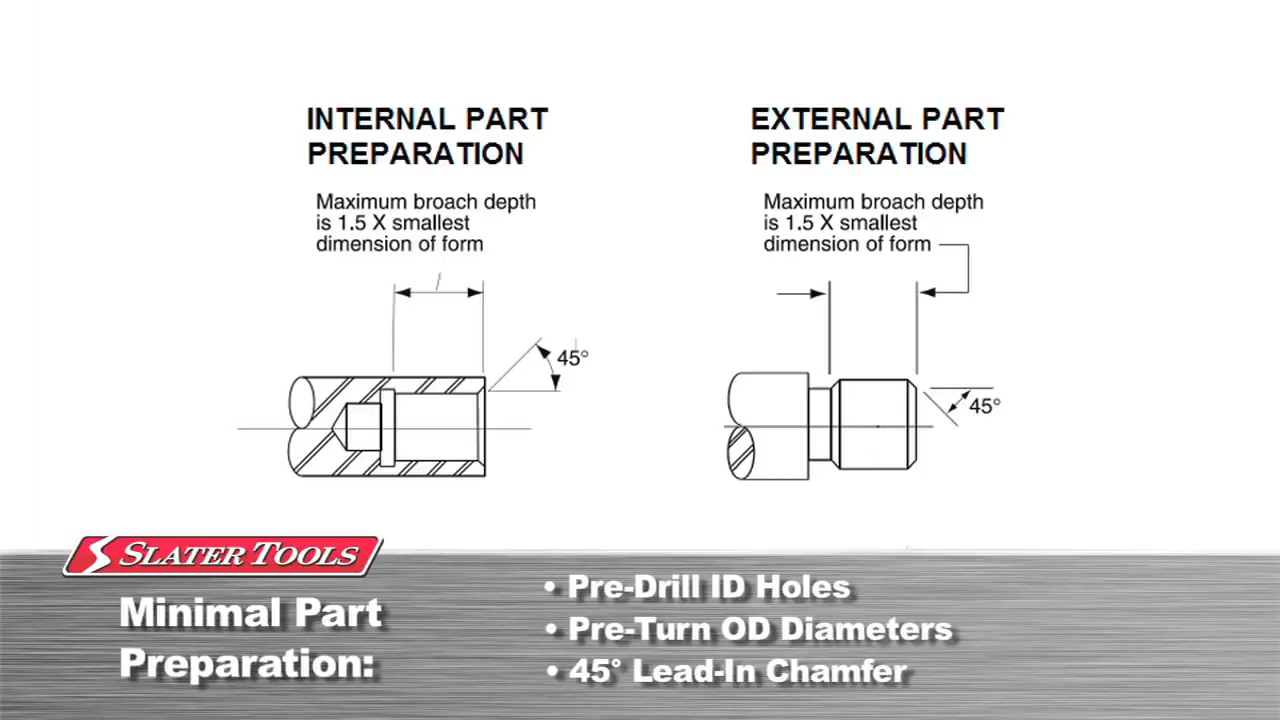 INTERNAL PART
PREPARATION
Maximum broach depth
is 1.5 X smallest
dimension of form
45°
EXTERNAL PART
PREPARATION
Maximum broach depth
is 1.5 X smallest
dimension of form
45°
SLATER TOOLS
Minimal Part
Preparation:
• Pre-Drill ID Holes
• Pre-Turn OD Diameters
• 45° Lead-In Chamfer